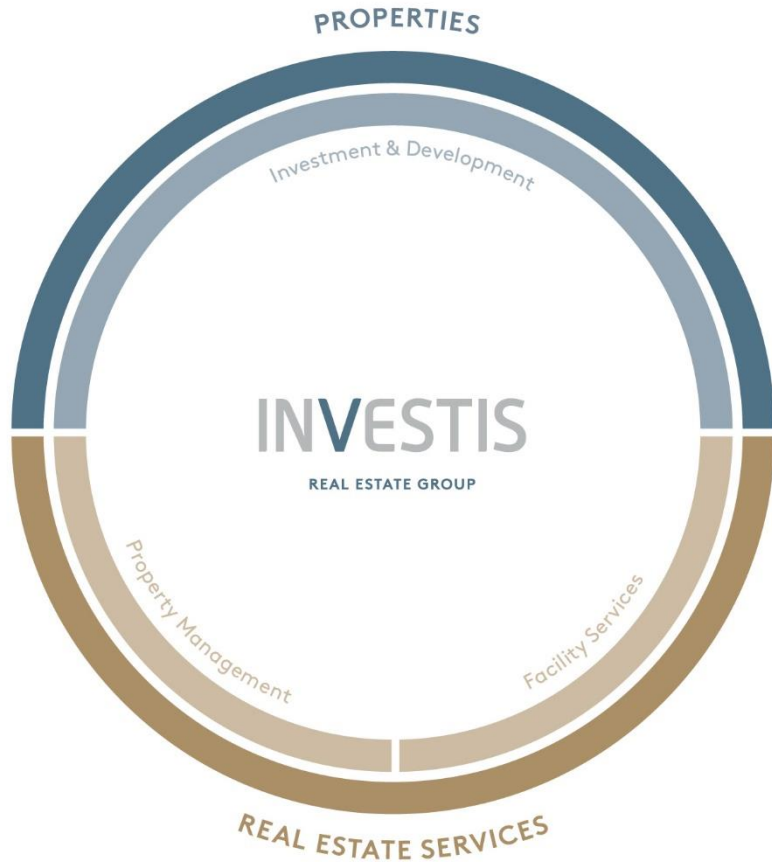 PROPERTIES
Investment & Development
INVESTIS
REAL ESTATE GROUP
Property Management
Facility Services
REAL ESTATE SERVICES